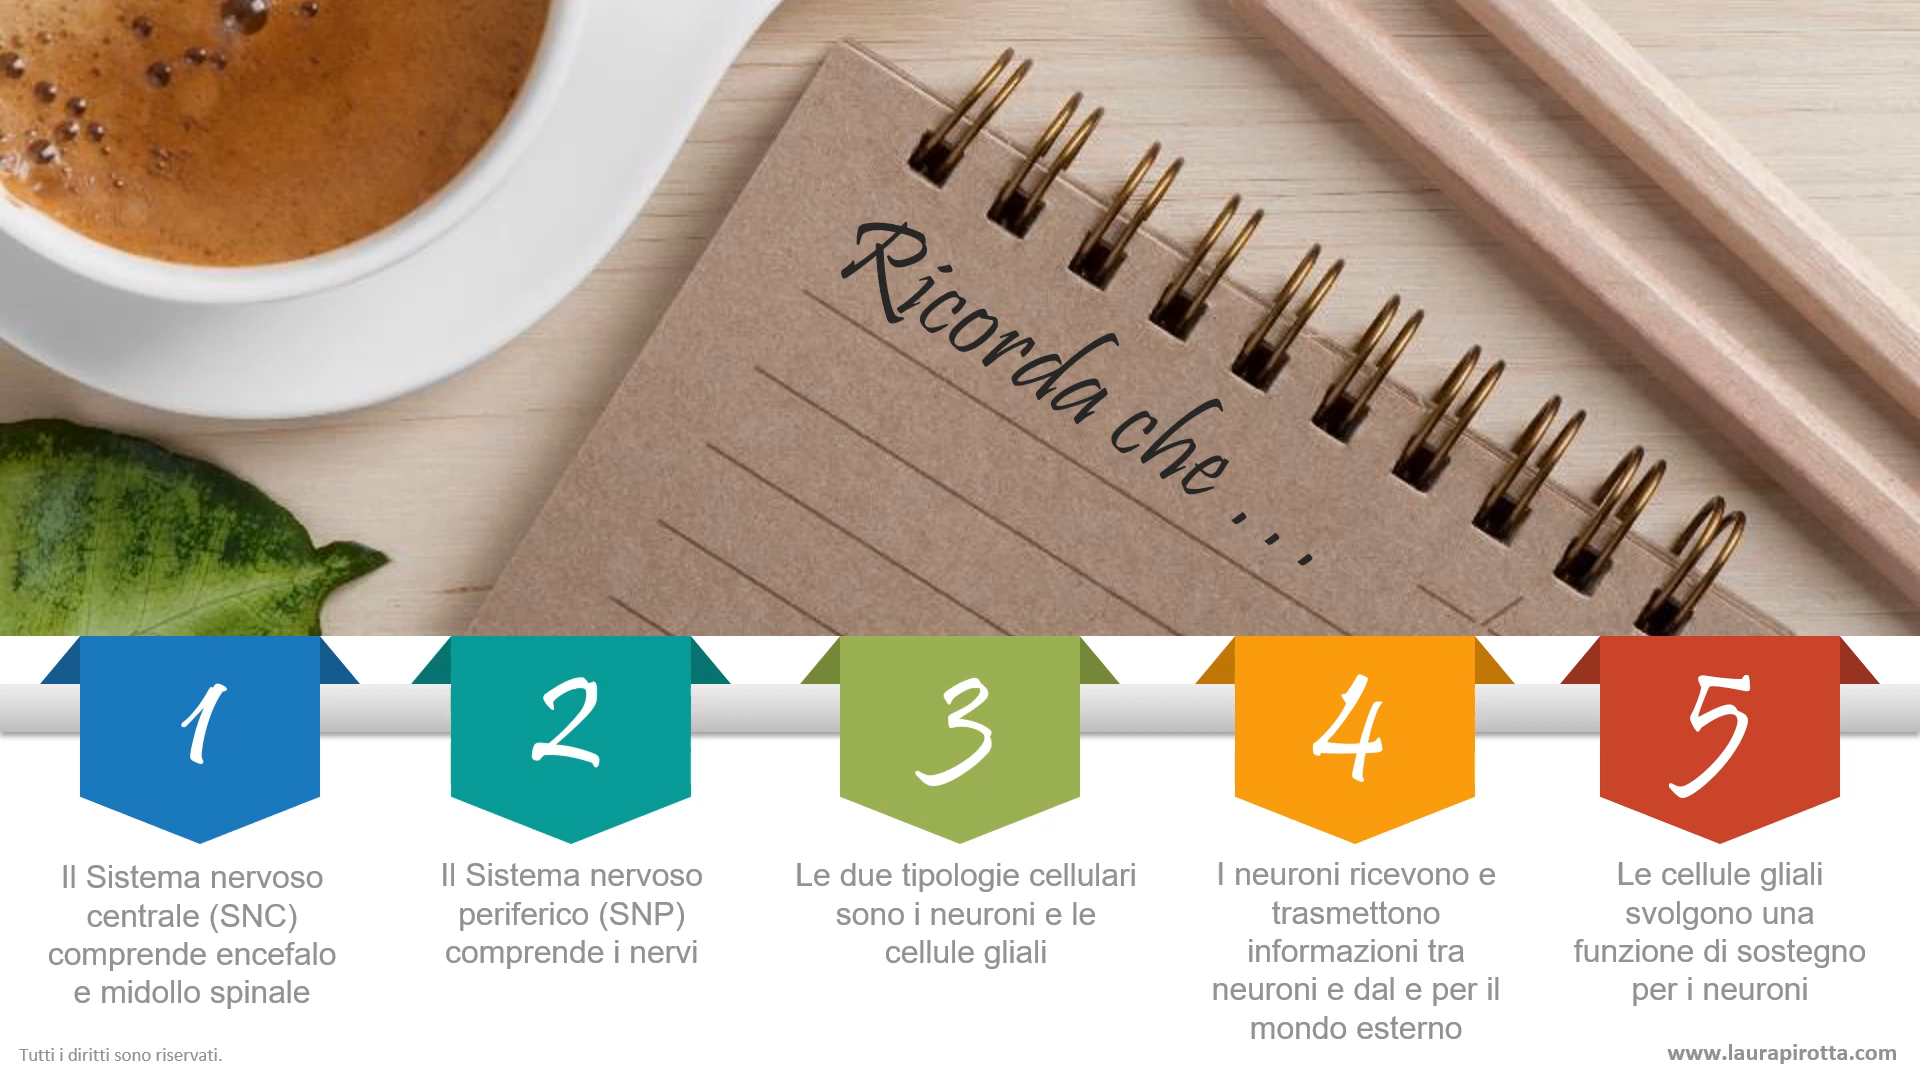 Ricorda che . . .
1
Il Sistema nervoso
centrale (SNC)
comprende encefalo
e midollo spinale
2
Il Sistema nervoso
periferico (SNP)
comprende i nervi
3
Le due tipologie cellulari
sono i neuroni e le
cellule gliali
4
I neuroni ricevono e
trasmettono
informazioni tra
neuroni e dal e per il
mondo esterno
5
Le cellule gliali
svolgono una
funzione di sostegno
per i neuroni
Tutti i diritti sono riservati.
www.laurapirotta.com